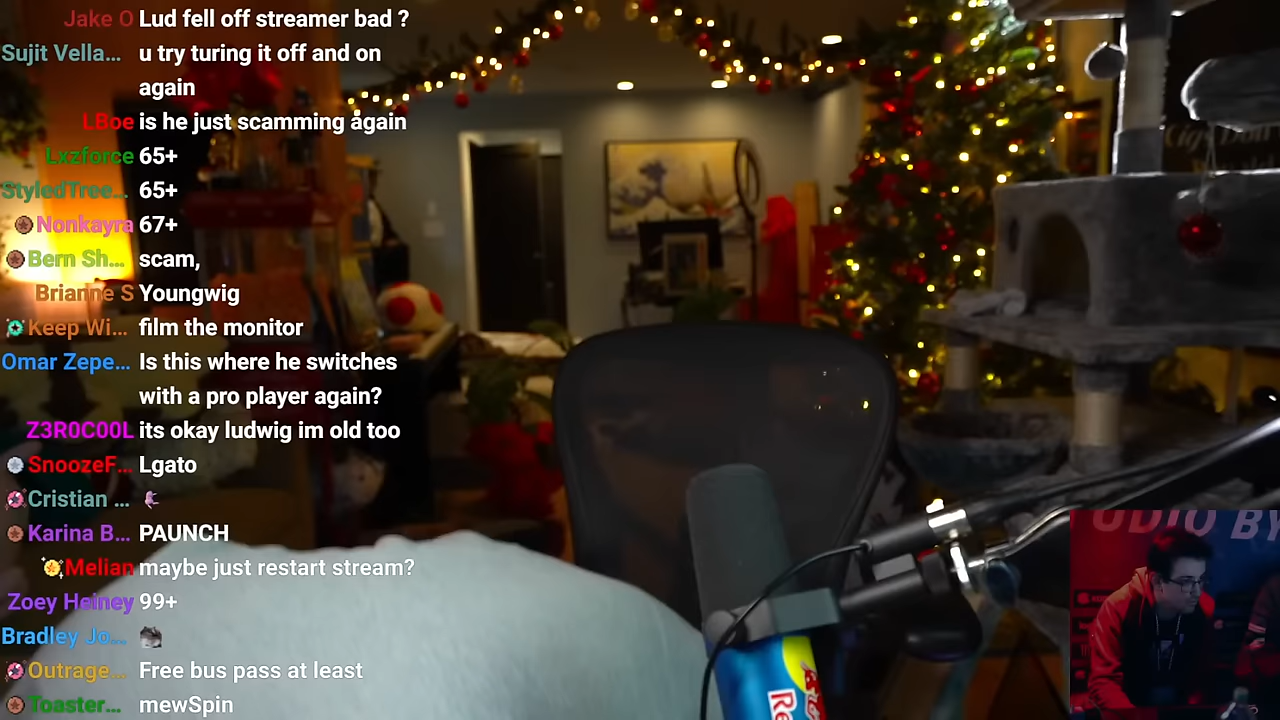 Jake O Lud fell off streamer bad ?
Sujit Vella... u try turing it off and on
again
LBoe is he just scamming again
Lxzforce 65+
StyledTree... 65+
Nonkayra 67+
Bern Sh... scam,
Brianne S Youngwig
Keep Wi... film the monitor
Omar Zepe... Is this where he switches
with a pro player again?
Z3R0C00L its okay ludwig im old too
SnoozeF... Lgato
Cristian ...
Karina B... PAUNCH
Melian maybe just restart stream?
Zoey Heiney 99+
Bradley Jo...
Outrage... Free bus pass at least
Toaster... mewSpin
UDIO BY
Re